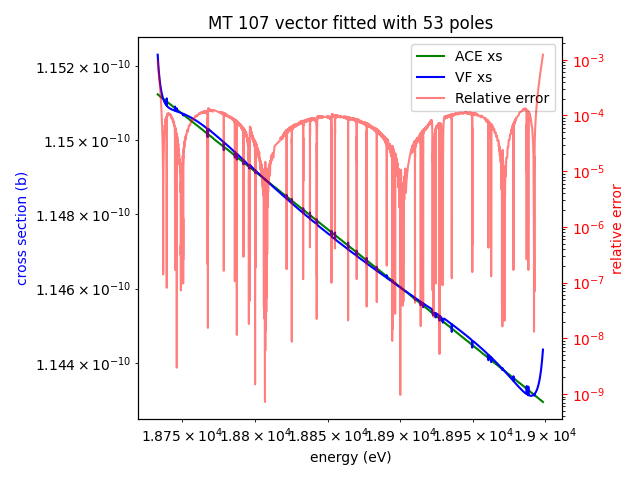 MT 107 vector fitted with 53 poles
ACE xs
VF xs
Relative error
cross section (b)
1.152 × 10⁻¹⁰
1.15 × 10⁻¹⁰
1.148 × 10⁻¹⁰
1.146 × 10⁻¹⁰
1.144 × 10⁻¹⁰
10⁻³
10⁻⁴
10⁻⁵
10⁻⁶
10⁻⁷
10⁻⁸
10⁻⁹
relative error
1.875 × 10⁴ 1.88 × 10⁴ 1.885 × 10⁴ 1.89 × 10⁴ 1.895 × 10⁴ 1.9 × 10⁴
energy (eV)